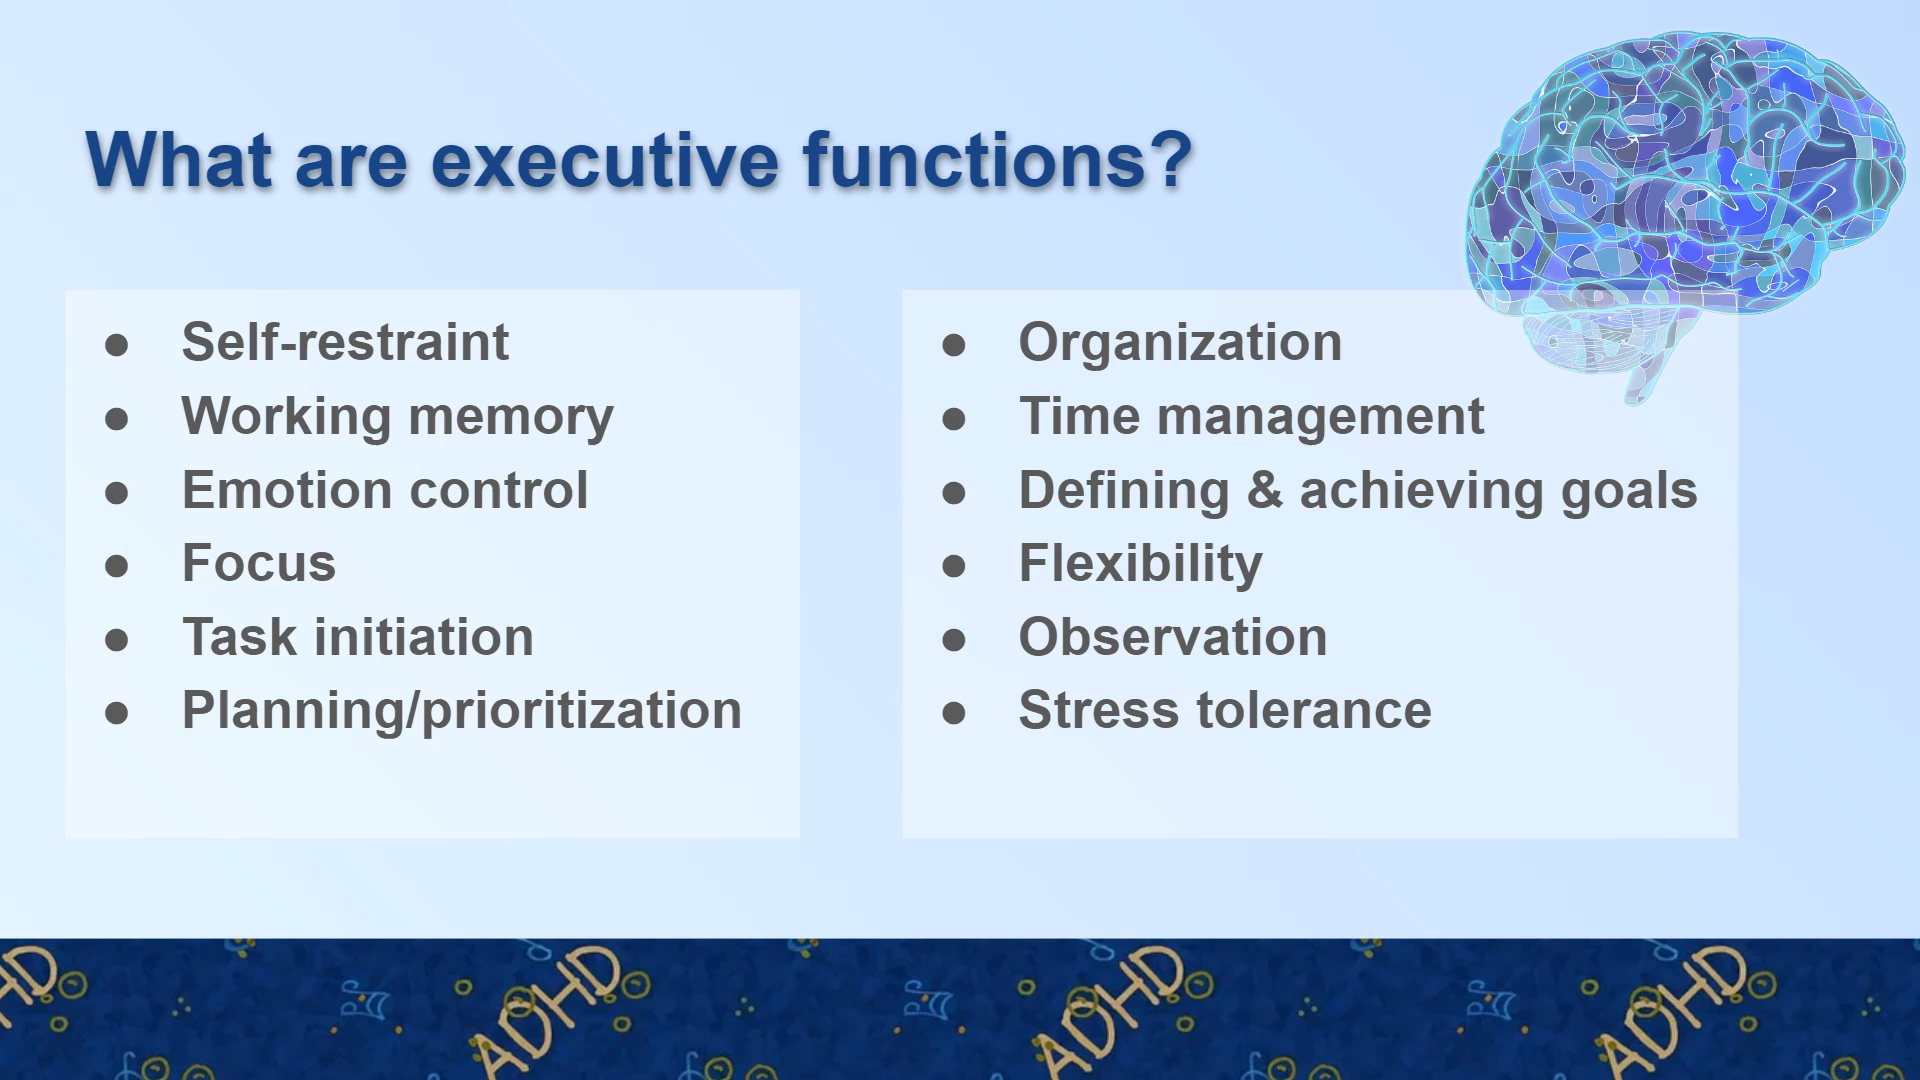 What are executive functions?
● Self-restraint
● Working memory
● Emotion control
● Focus
● Task initiation
● Planning/prioritization
● Organization
● Time management
● Defining & achieving goals
● Flexibility
● Observation
● Stress tolerance
HD
ADHD
ADHD
ADHD